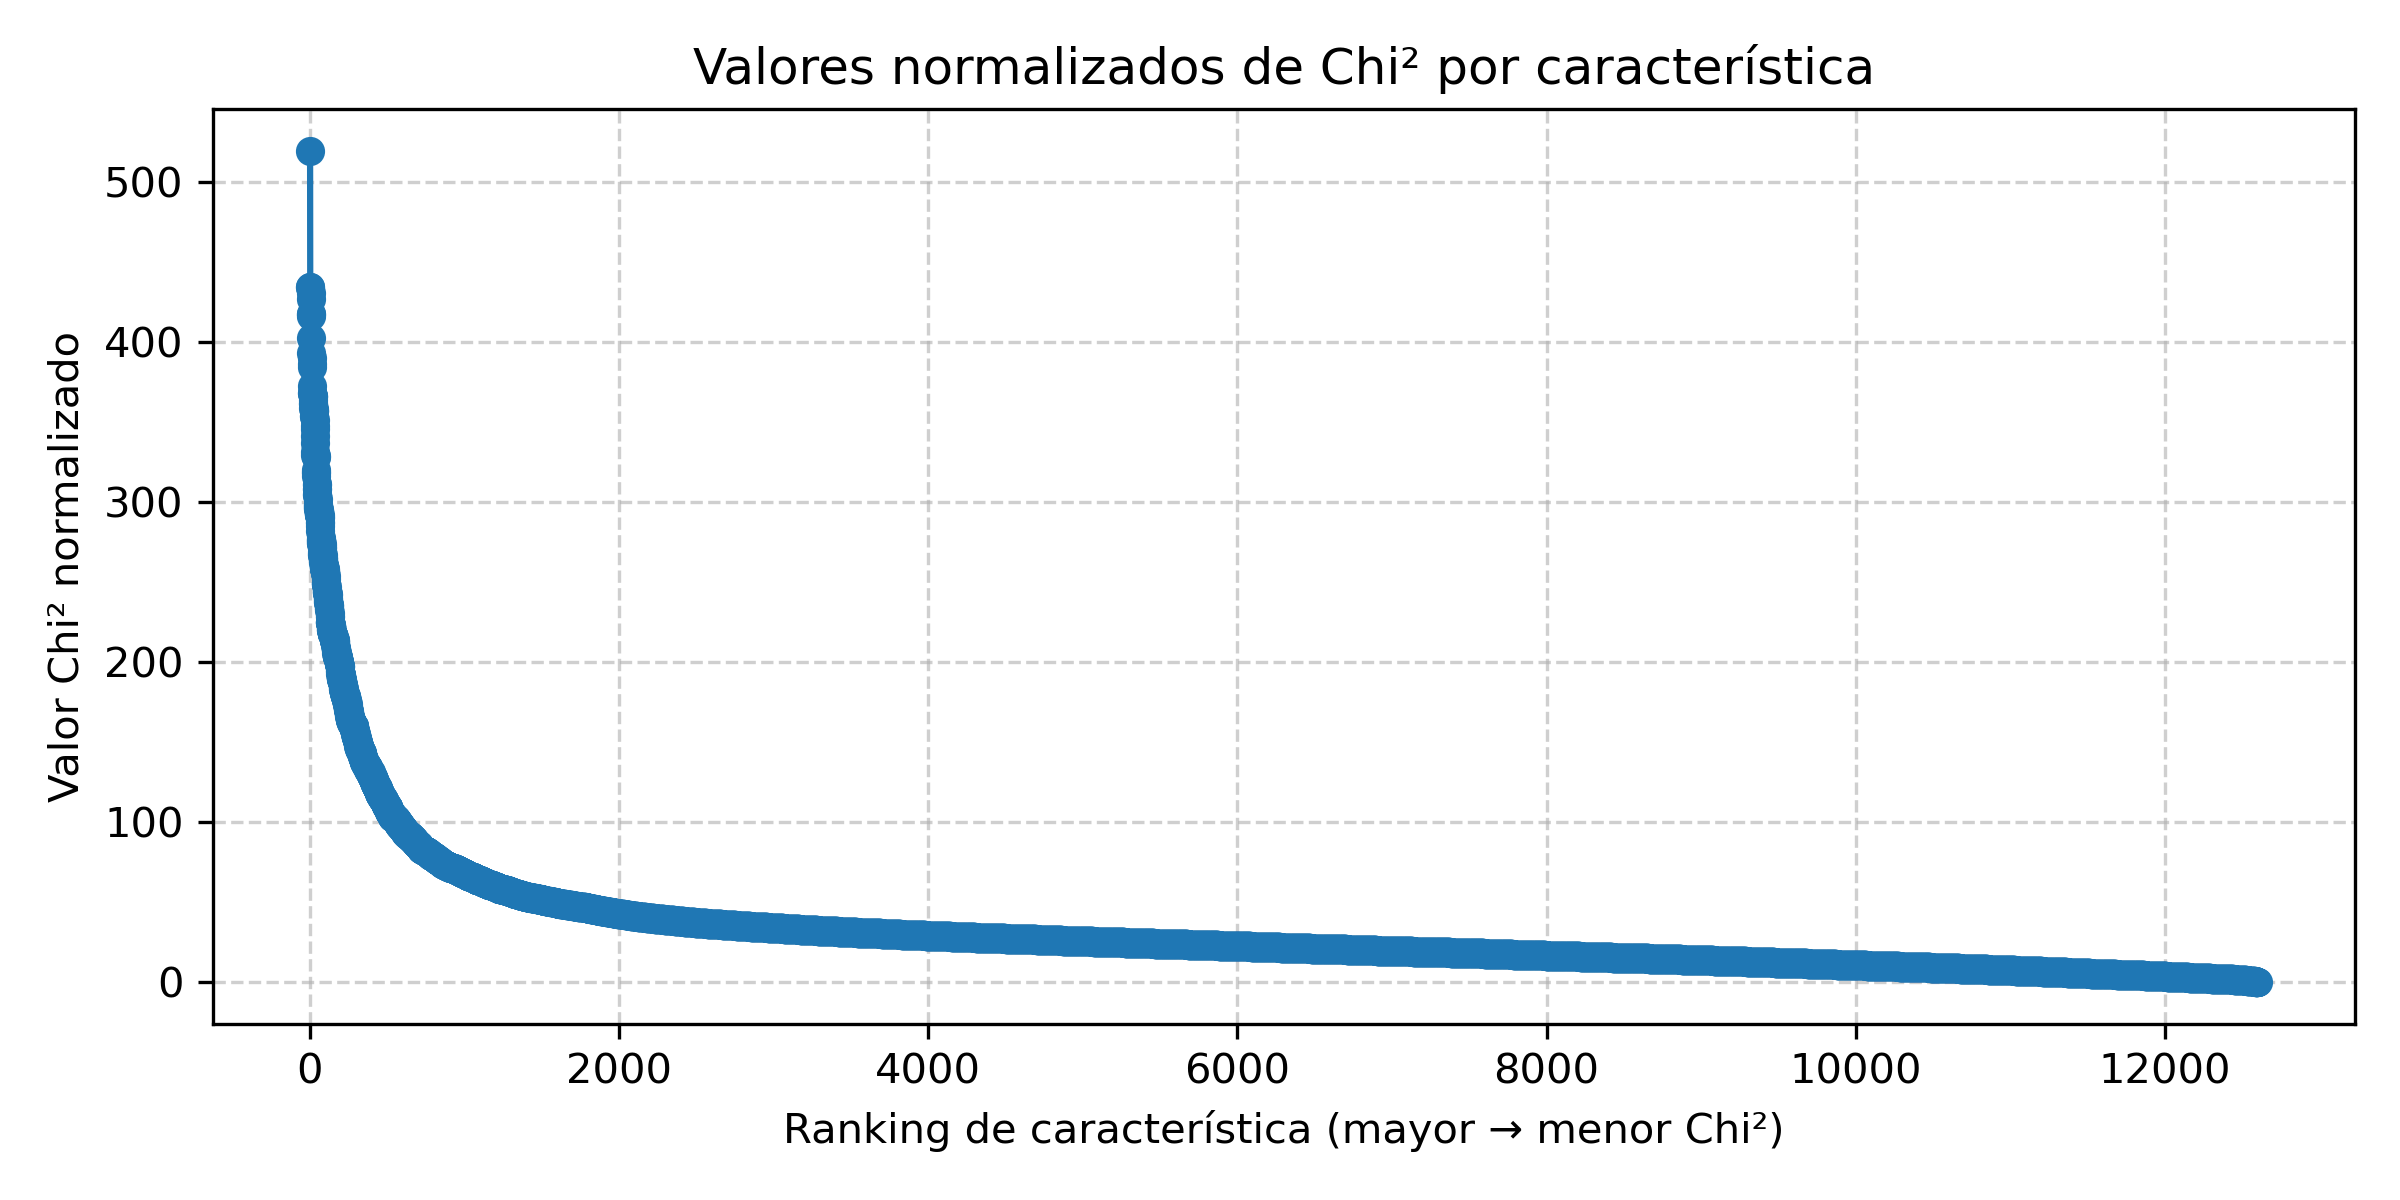 Valores normalizados de Chi² por característica
Valor Chi² normalizado
500
400
300
200
100
0
0 2000 4000 6000 8000 10000 12000
Ranking de característica (mayor → menor Chi²)